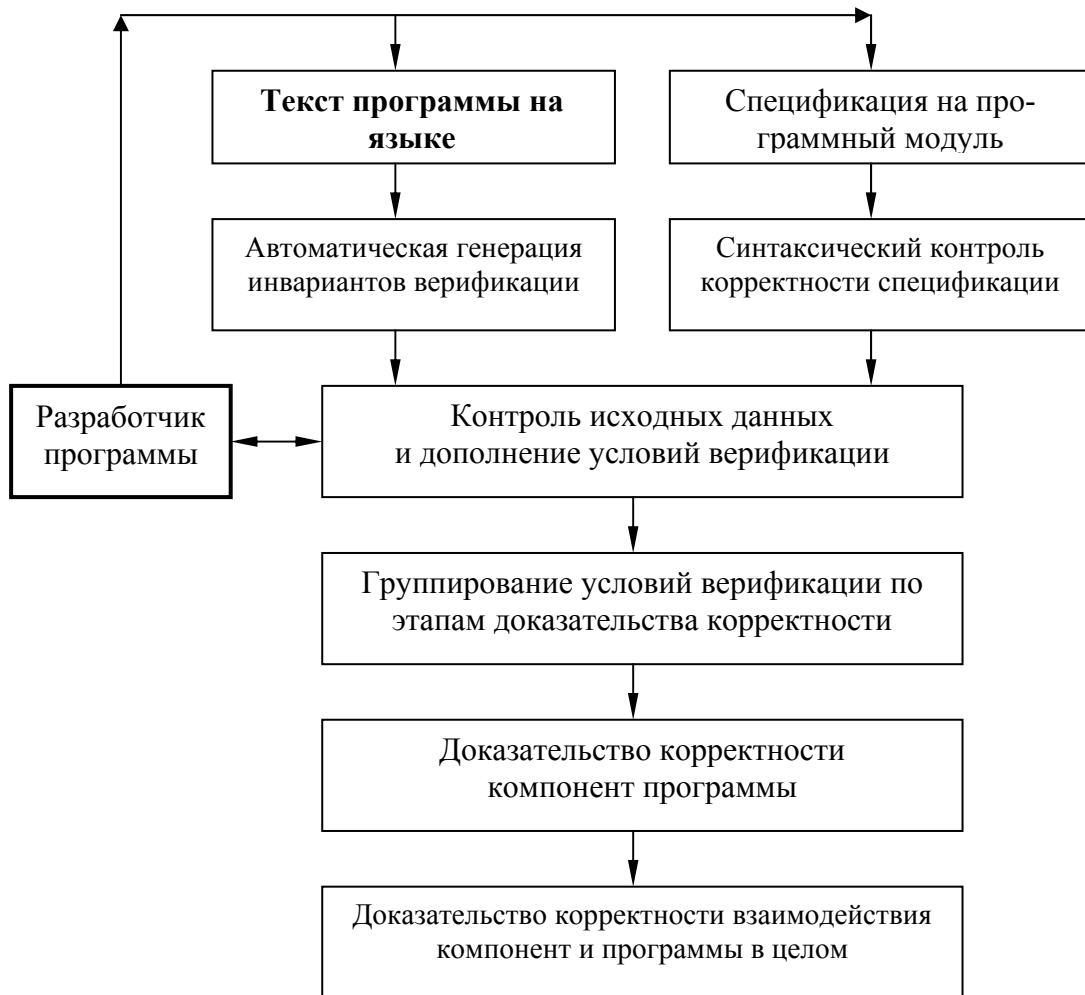 Текст программы на
языке
Спецификация на про-
граммный модуль
Автоматическая генерация
инвариантов верификации
Синтаксический контроль
корректности спецификации
Разработчик
программы
Контроль исходных данных
и дополнение условий верификации
Группирование условий верификации по
этапам доказательства корректности
Доказательство корректности
компонент программы
Доказательство корректности взаимодействия
компонент и программы в целом